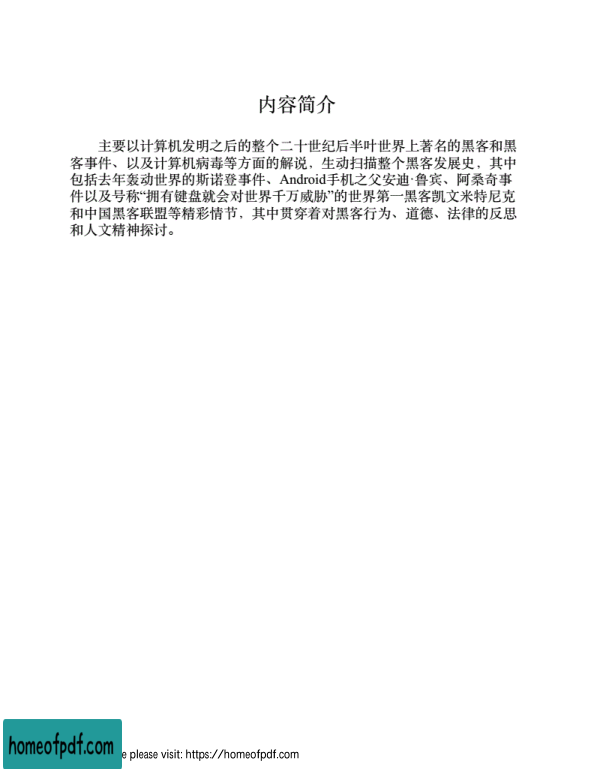 内容简介
主要以计算机发明之后的整个二十世纪后半叶世界上著名的黑客和黑
客事件、以及计算机病毒等方面的解说，生动扫描整个黑客发展史，其中
包括去年轰动世界的斯诺登事件、Android手机之父安迪·鲁宾、阿桑奇事
件以及号称“拥有键盘就会对世界千万威胁”的世界第一黑客凯文米特尼克
和中国黑客联盟等精彩情节，其中贯穿着对黑客行为、道德、法律的反思
和人文精神探讨。
homeofpdf.com
e please visit: https://homeofpdf.com